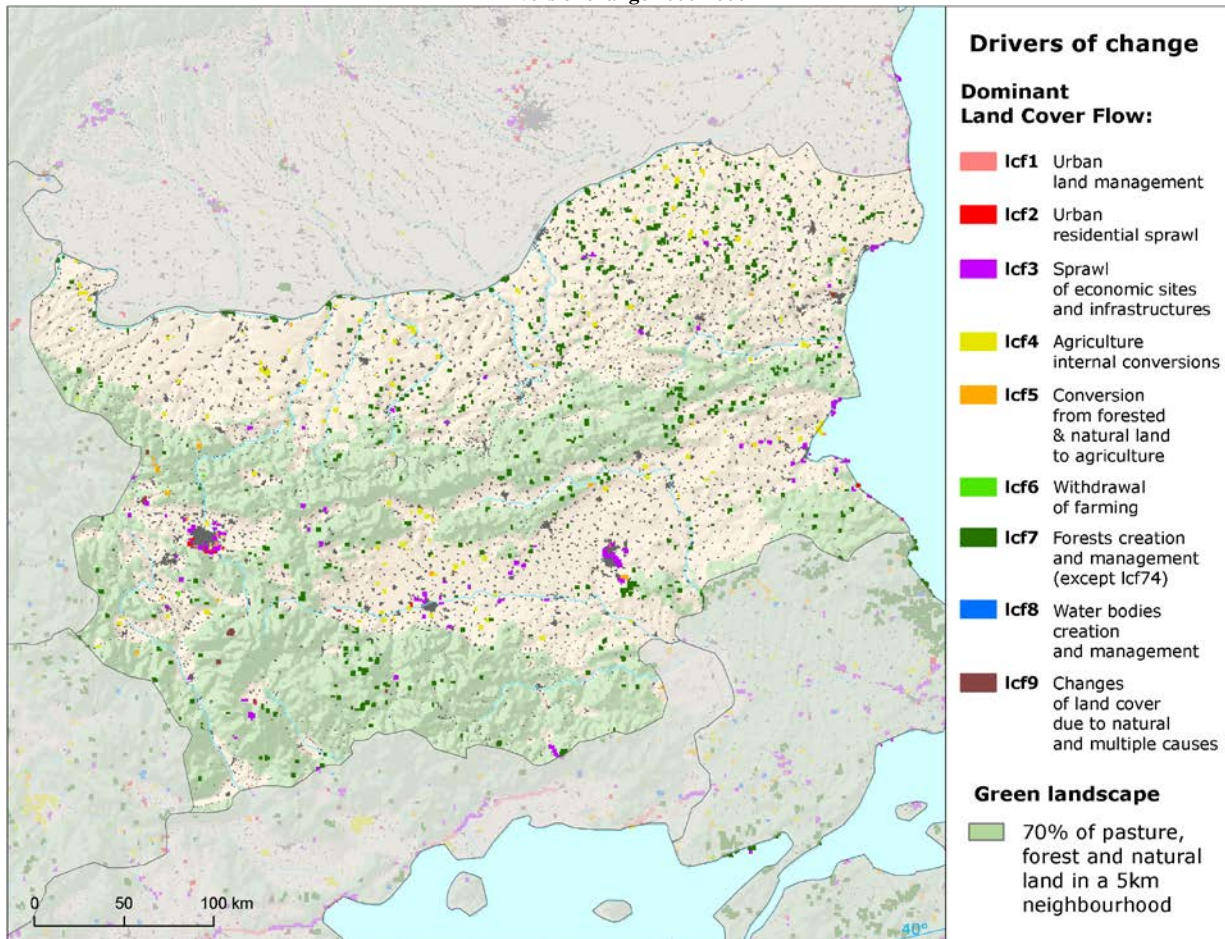 Drivers of change
Dominant
Land Cover Flow:
lcf1 Urban
land management
lcf2 Urban
residential sprawl
lcf3 Sprawl
of economic sites
and infrastructures
lcf4 Agriculture
internal conversions
lcf5 Conversion
from forested
& natural land
to agriculture
lcf6 Withdrawal
of farming
lcf7 Forests creation
and management
(except lcf74)
lcf8 Water bodies
creation
and management
lcf9 Changes
of land cover
due to natural
and multiple causes
Green landscape
70% of pasture,
forest and natural
land in a 5km
neighbourhood
0 50 100 km
40°